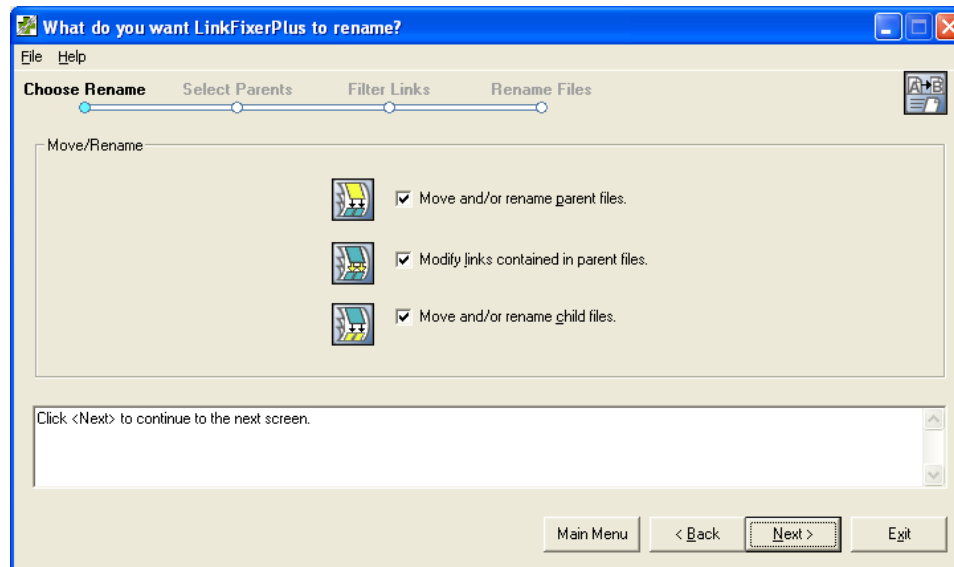 What do you want LinkFixerPlus to rename?
File Help
Choose Rename Select Parents Filter Links Rename Files
A B
Move/Rename
Move and/or rename parent files.
Modify links contained in parent files.
Move and/or rename child files.
Click <Next> to continue to the next screen.
Main Menu < Back Next > Exit